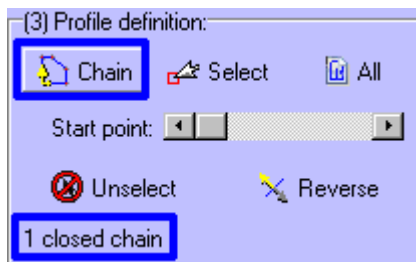 (3) Profile definition:
Chain Select All
Start point:
Unselect Reverse
1 closed chain